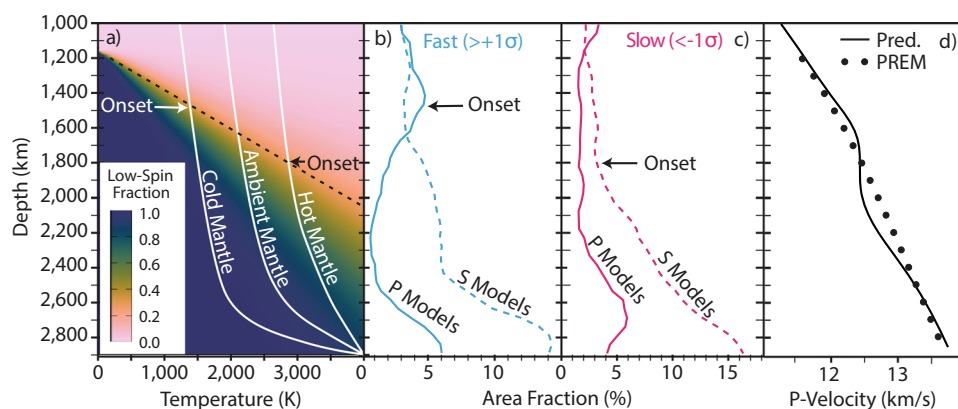 a)
b)
Fast (>+1σ)
Slow (<-1σ)
c)
Pred.
d)
PREM
1,000
1,200
1,400
1,600
1,800
2,000
2,200
2,400
2,600
2,800
Depth (km)
Onset
Onset
Onset
Onset
Low-Spin
Fraction
1.0
0.8
0.6
0.4
0.2
0.0
Cold Mantle
Ambient Mantle
Hot Mantle
P Models
S Models
P Models
S Models
0
1,000
2,000
3,000
0
5
10
0
5
10
15
12
13
Temperature (K)
Area Fraction (%)
P-Velocity (km/s)